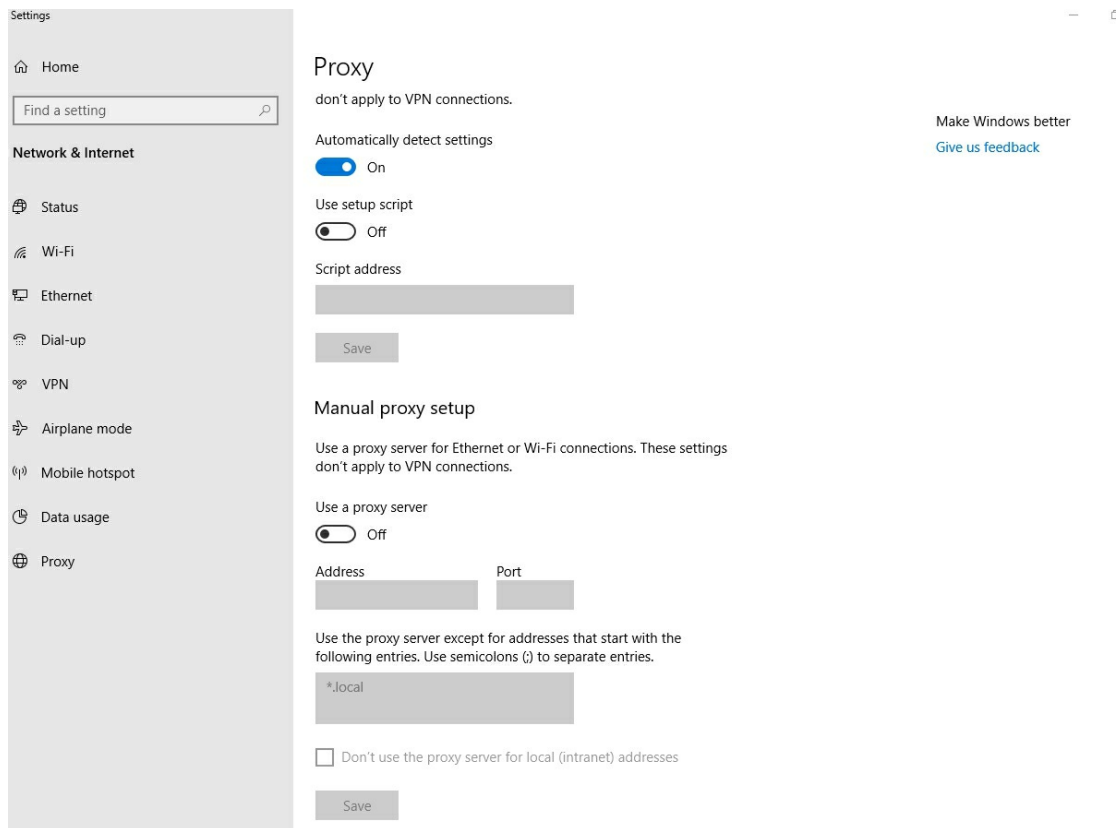 Settings
Home
Find a setting
Network & Internet
Status
Wi-Fi
Ethernet
Dial-up
VPN
Airplane mode
Mobile hotspot
Data usage
Proxy
Proxy
don't apply to VPN connections.
Automatically detect settings
On
Use setup script
Off
Script address
Save
Manual proxy setup
Use a proxy server for Ethernet or Wi-Fi connections. These settings
don't apply to VPN connections.
Use a proxy server
Off
Address Port
Use the proxy server except for addresses that start with the
following entries. Use semicolons (;) to separate entries.
*.local
Don't use the proxy server for local (intranet) addresses
Save
Make Windows better
Give us feedback